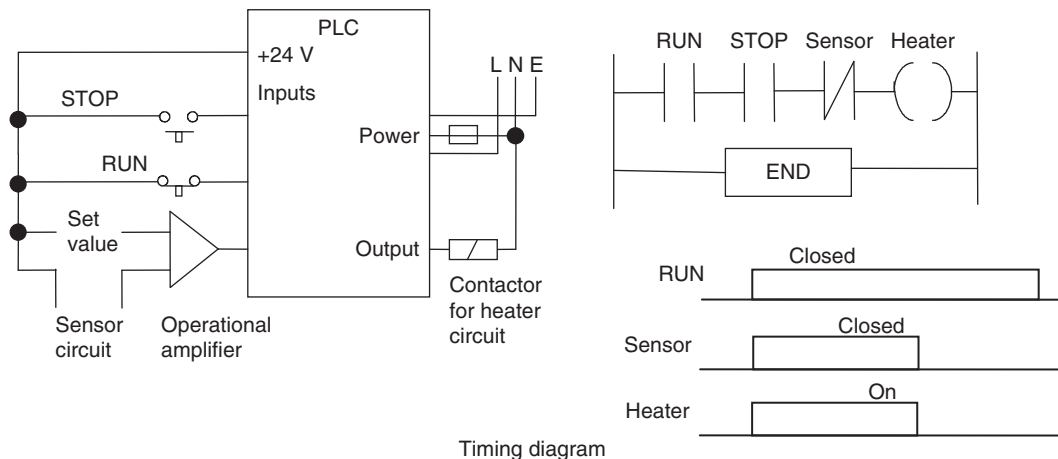 PLC
+24 V
Inputs
STOP
RUN
Set
value
Power
Output
L N E
Sensor
circuit
Operational
amplifier
Contactor
for heater
circuit
RUN STOP Sensor Heater
END
Closed
RUN
Closed
Sensor
On
Heater
Timing diagram